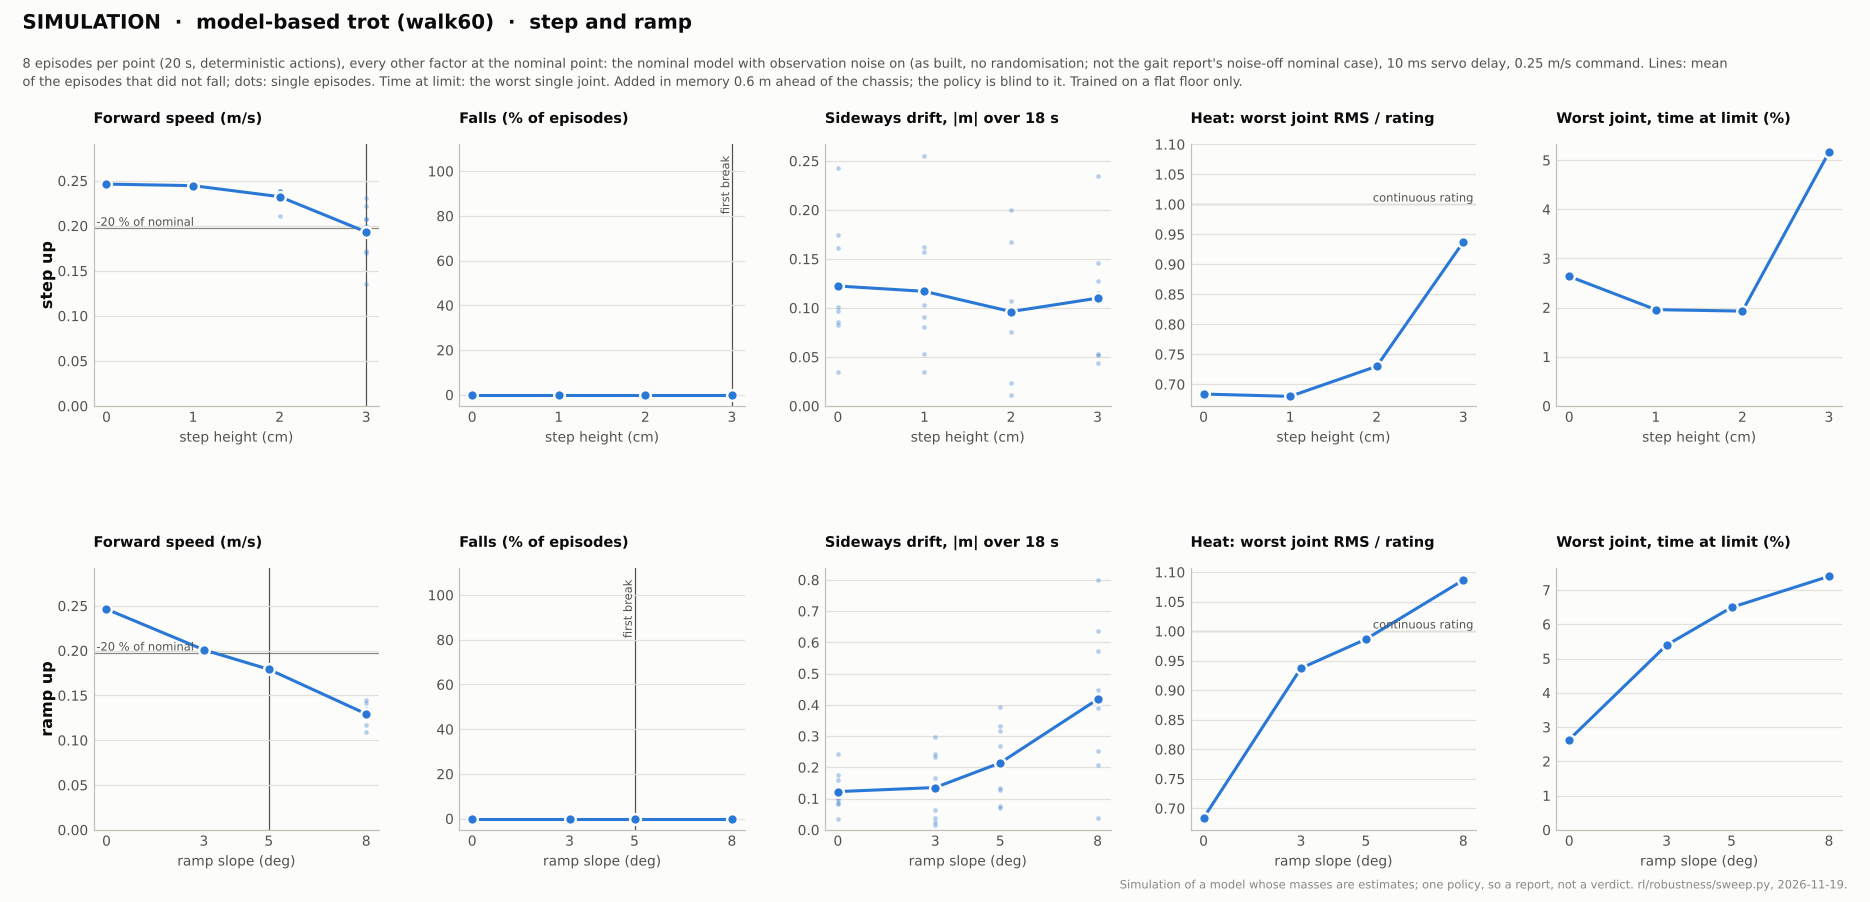 SIMULATION · model-based trot (walk60) · step and ramp
8 episodes per point (20 s, deterministic actions), every other factor at the nominal point: the nominal model with observation noise on (as built, no randomisation; not the gait report's noise-off nominal case), 10 ms servo delay, 0.25 m/s command. Lines: mean
of the episodes that did not fall; dots: single episodes. Time at limit: the worst single joint. Added in memory 0.6 m ahead of the chassis; the policy is blind to it. Trained on a flat floor only.
step up
Forward speed (m/s)
0.25
0.20
0.15
0.10
0.05
0.00
-20 % of nominal
0 1 2 3
step height (cm)
Falls (% of episodes)
100
80
60
40
20
0
first break
0 1 2 3
step height (cm)
Sideways drift, |m| over 18 s
0.25
0.20
0.15
0.10
0.05
0.00
0 1 2 3
step height (cm)
Heat: worst joint RMS / rating
1.10
1.05
1.00
0.95
0.90
0.85
0.80
0.75
0.70
continuous rating
0 1 2 3
step height (cm)
Worst joint, time at limit (%)
5
4
3
2
1
0
0 1 2 3
step height (cm)
ramp up
Forward speed (m/s)
0.25
0.20
0.15
0.10
0.05
0.00
-20 % of nominal
0 3 5 8
ramp slope (deg)
Falls (% of episodes)
100
80
60
40
20
0
first break
0 3 5 8
ramp slope (deg)
Sideways drift, |m| over 18 s
0.8
0.7
0.6
0.5
0.4
0.3
0.2
0.1
0.0
0 3 5 8
ramp slope (deg)
Heat: worst joint RMS / rating
1.10
1.05
1.00
0.95
0.90
0.85
0.80
0.75
0.70
continuous rating
0 3 5 8
ramp slope (deg)
Worst joint, time at limit (%)
7
6
5
4
3
2
1
0
0 3 5 8
ramp slope (deg)
Simulation of a model whose masses are estimates; one policy, so a report, not a verdict. rl/robustness/sweep.py, 2026-11-19.